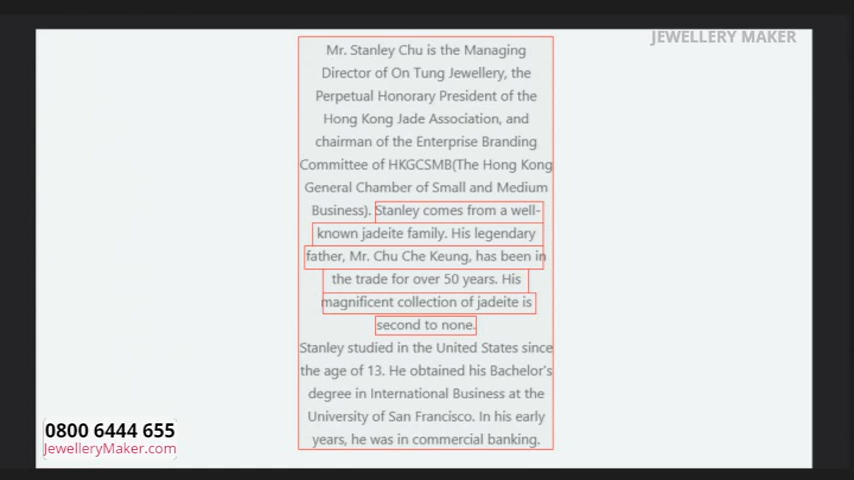 JEWELLERY MAKER
Mr. Stanley Chu is the Managing
Director of On Tung Jewellery, the
Perpetual Honorary President of the
Hong Kong Jade Association, and
chairman of the Enterprise Branding
Committee of HKGCSMB(The Hong Kong
General Chamber of Small and Medium
Business). Stanley comes from a well-
known jadeite family. His legendary
father, Mr. Chu Che Keung, has been in
the trade for over 50 years. His
magnificent collection of jadeite is
second to none.
Stanley studied in the United States since
the age of 13. He obtained his Bachelor's
degree in International Business at the
University of San Francisco. In his early
years, he was in commercial banking.
0800 6444 655
JewelleryMaker.com